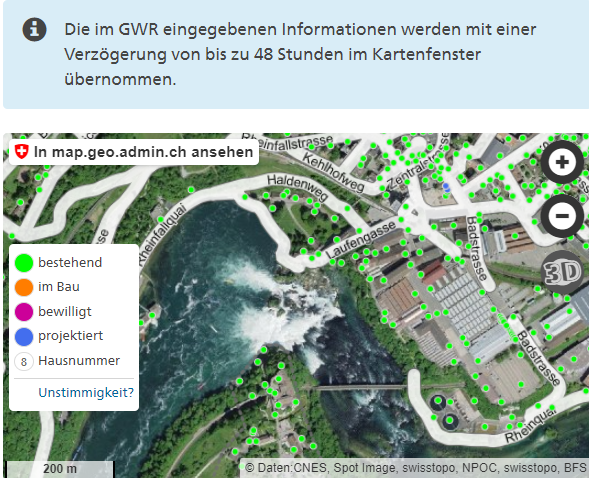 Die im GWR eingegebenen Informationen werden mit einer
Verzögerung von bis zu 48 Stunden im Kartenfenster
übernommen.
In map.geo.admin.ch ansehen
Rheinfallstrasse
Kehlhofweg
Zentralstrasse
Haldenweg
Laufengasse
Rheinfallquai
Badstrasse
3D
bestehend
im Bau
bewilligt
projektiert
8 Hausnummer
Unstimmigkeit?
Badstrasse
Rheinquai
200 m
© Daten:CNES, Spot Image, swisstopo, NPOC, swisstopo, BFS